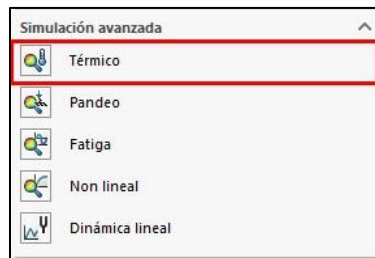 Simulación avanzada
Térmico
Pandeo
Fatiga
Non lineal
Dinámica lineal